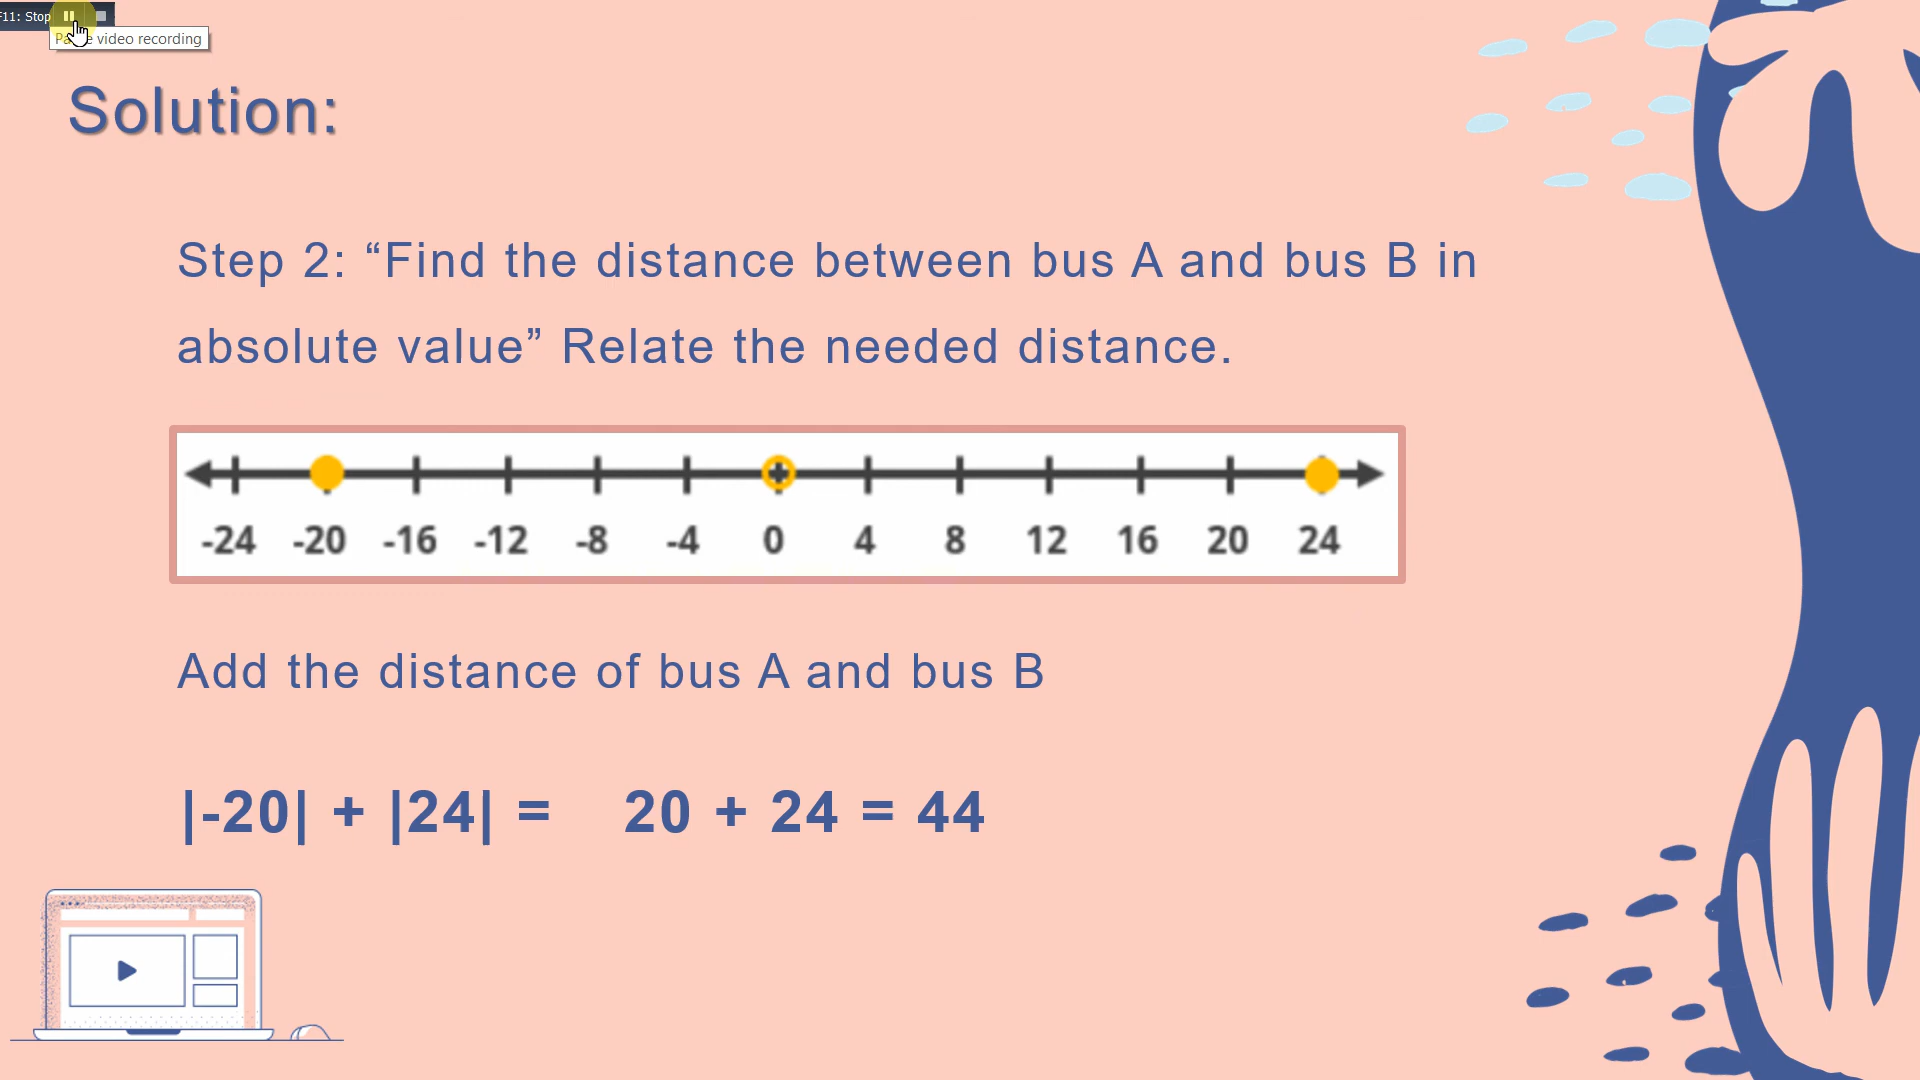 F11: Stop
video recording
Solution:
Step 2: “Find the distance between bus A and bus B in
absolute value” Relate the needed distance.
-24 -20 -16 -12 -8 -4 0 4 8 12 16 20 24
Add the distance of bus A and bus B
|-20| + |24| = 20 + 24 = 44